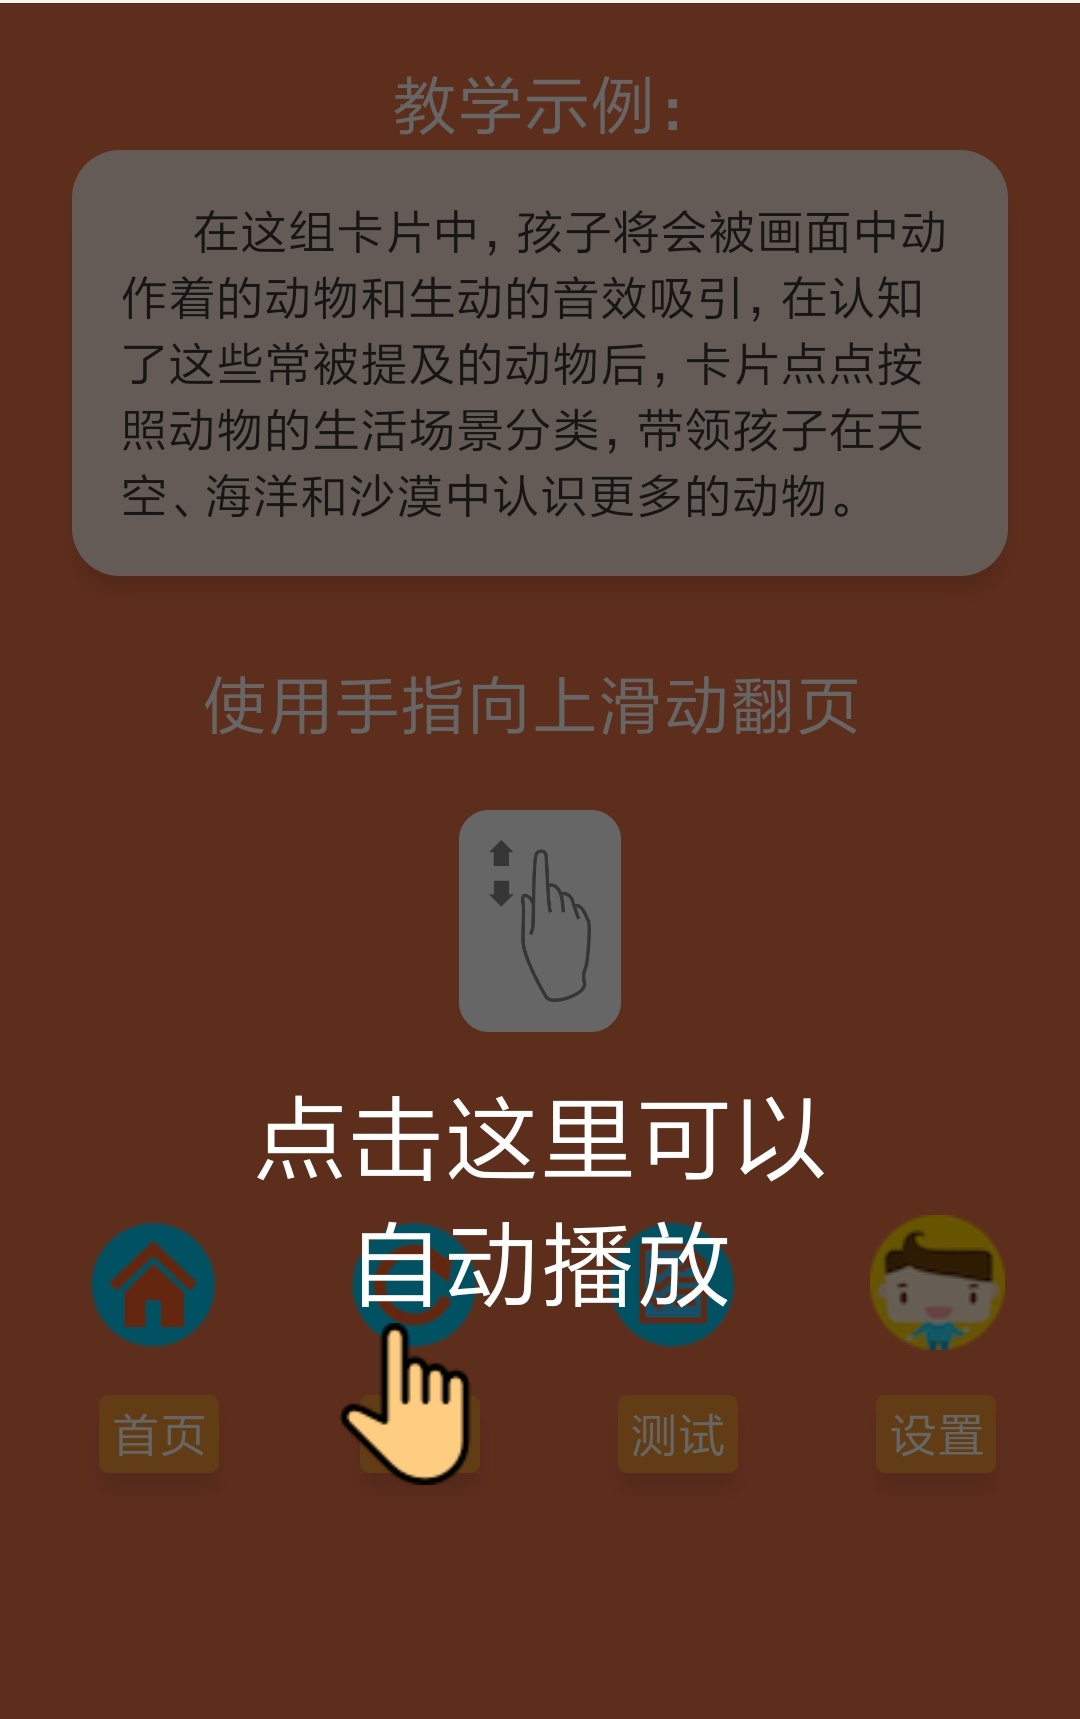 教学示例：
在这组卡片中，孩子将会被画面中动
作着的动物和生动的音效吸引，在认知
了这些常被提及的动物后，卡片点点按
照动物的生活场景分类，带领孩子在天
空、海洋和沙漠中认识更多的动物。
使用手指向上滑动翻页
点击这里可以
自动播放
首页
测试
设置